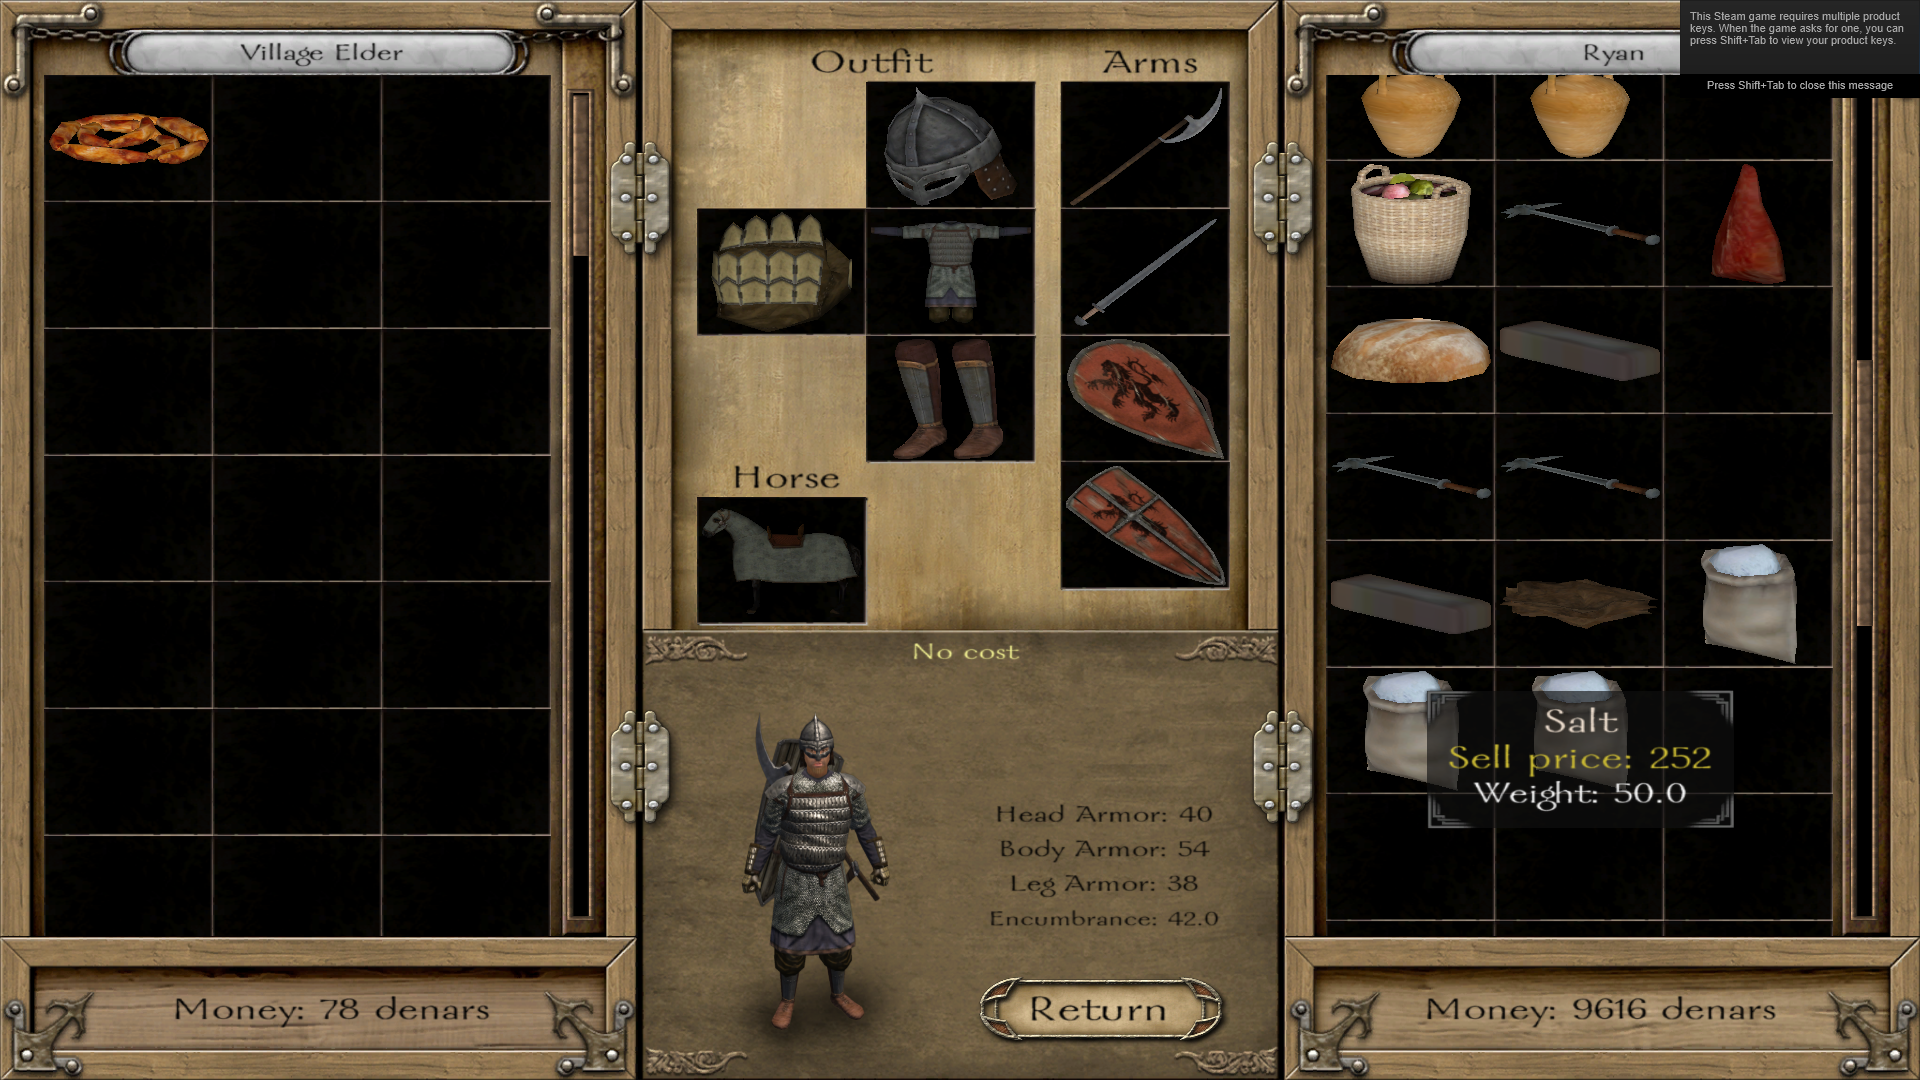 Village Elder
Outfit
Arms
Ryan
This Steam game requires multiple product
keys. When the game asks for one, you can
press Shift+Tab to view your product keys.
Press Shift+Tab to close this message
Horse
No cost
Salt
Sell price: 252
Weight: 50.0
Head Armor: 40
Body Armor: 54
Leg Armor: 38
Encumbrance: 42.0
Return
Money: 78 denars
Money: 9616 denars